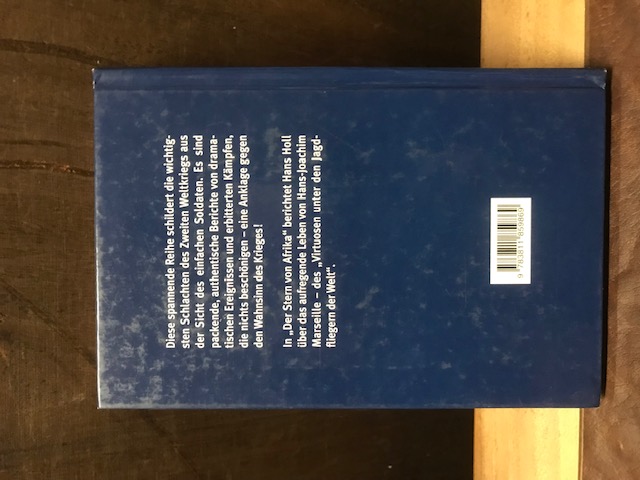 Diese spannende Reihe schildert die wichtig-
sten Schlachten des Zweiten Weltkriegs aus
der Sicht des einfachen Soldaten. Es sind
packende, authentische Berichte von drama-
tischen Ereignissen und erbitterten Kämpfen,
die nichts beschönigen – eine Anklage gegen
den Wahnsinn des Krieges!
In „Der Stern von Afrika“ berichtet Hans Holl
über das aufregende Leben von Hans-Joachim
Marseille – des „Virtuosen unter den Jagd-
fliegern der Welt“.
9 783811 859869